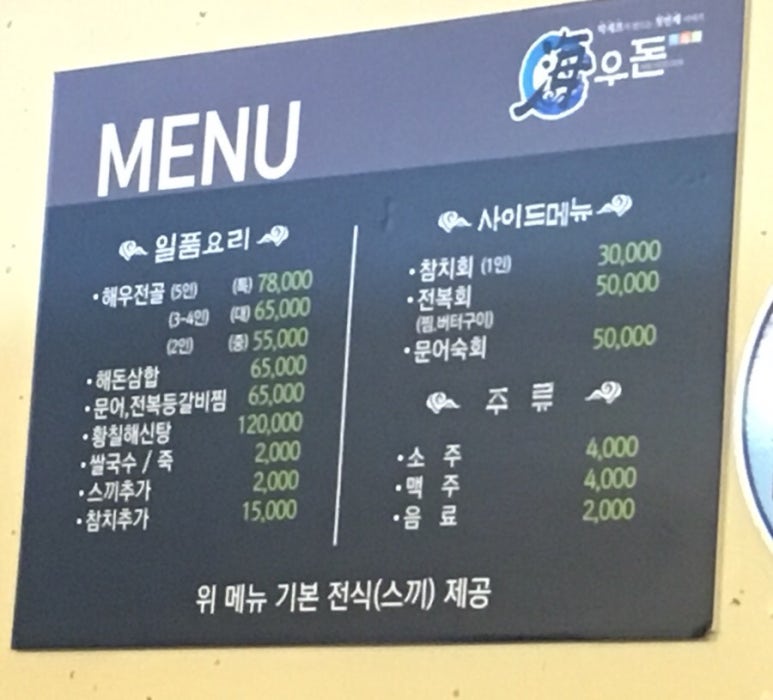 海우돈
MENU
일품요리
·해우전골 (5인) (특) 78,000
(3~4인) (대) 65,000
(2인) (중) 55,000
·해돈삼합 65,000
·문어,전복등갈비찜 65,000
·황칠해신탕 120,000
·쌀국수 / 죽 2,000
·스끼추가 2,000
·참치추가 15,000
사이드메뉴
·참치회 (1인) 30,000
·전복회 50,000
(찜,버터구이)
·문어숙회 50,000
주 류
·소 주 4,000
·맥 주 4,000
·음 료 2,000
위 메뉴 기본 전식(스끼) 제공